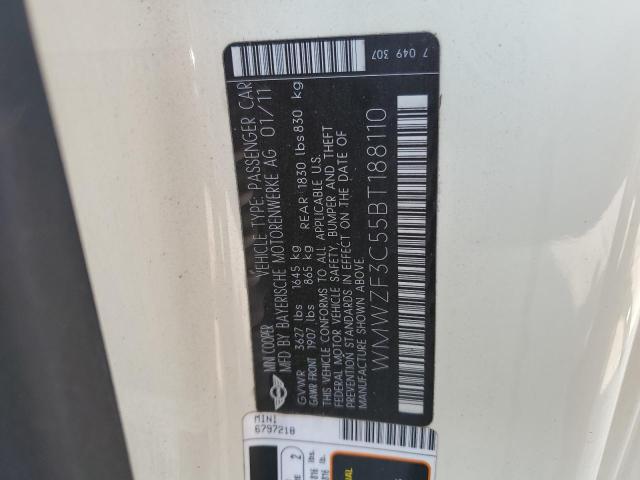 7 049 307
MINI COOPER VEHICLE TYPE: PASSENGER CAR
MFD BY BAYERISCHE MOTORENWERKE AG 01/11
GVWR 3627 lbs 1645 kg
GAWR FRONT 1907 lbs 865 kg REAR 1830 lbs 830 kg
THIS VEHICLE CONFORMS TO ALL APPLICABLE U.S.
FEDERAL MOTOR VEHICLE SAFETY, BUMPER AND THEFT
PREVENTION STANDARDS IN EFFECT ON THE DATE OF
MANUFACTURE SHOWN ABOVE.
WMWZF3C55BT188110
MINI
6797218
2